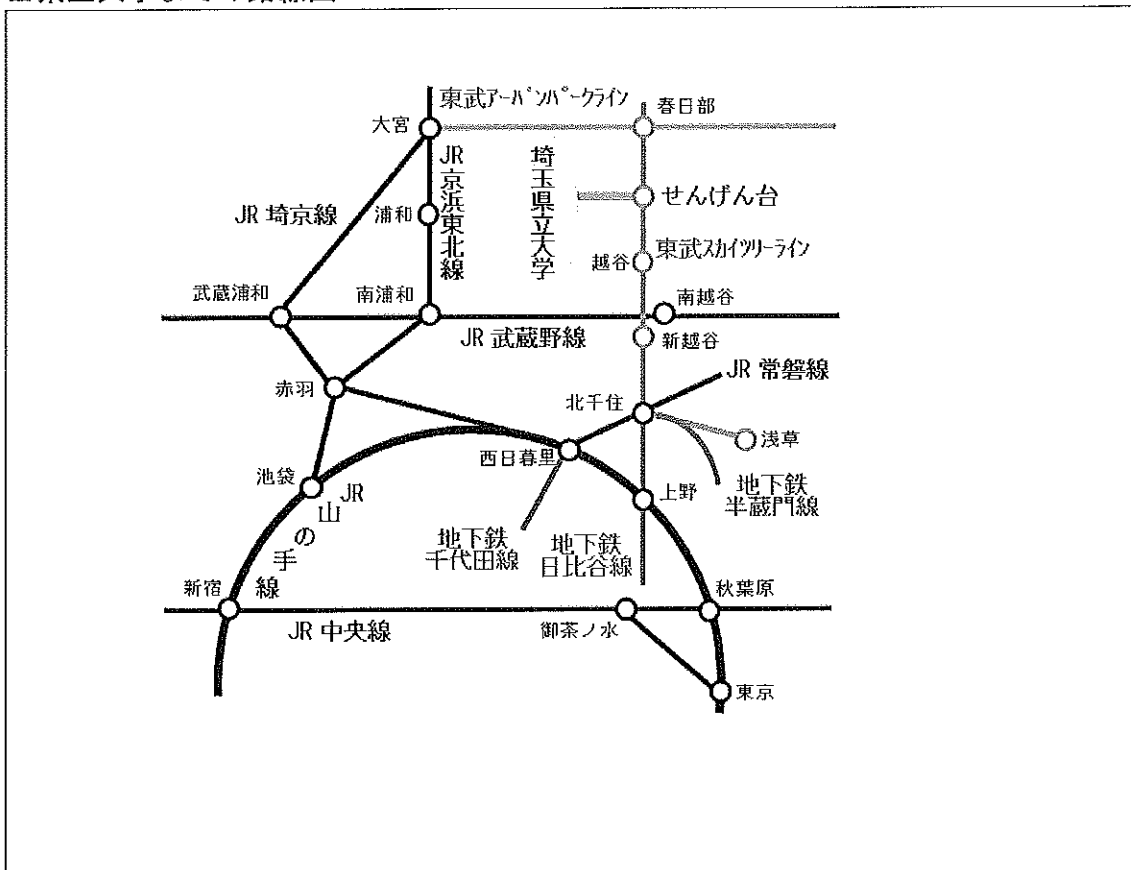 東武アーバンパークライン
春日部
大宮
JR京浜東北線
埼玉県立大学
せんげん台
JR 埼京線
浦和
東武スカイツリーライン
越谷
武蔵浦和
南浦和
南越谷
JR 武蔵野線
新越谷
JR 常磐線
赤羽
北千住
浅草
西日暮里
池袋
JR山の手線
上野
地下鉄
半蔵門線
地下鉄
千代田線
地下鉄
日比谷線
新宿
秋葉原
JR 中央線
御茶ノ水
東京